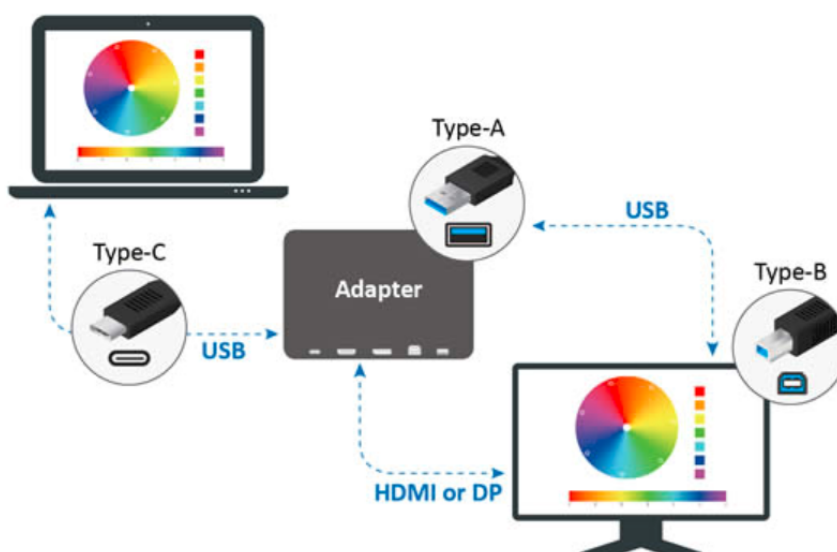 Type-A
USB
Type-C
Type-B
Adapter
USB
HDMI or DP